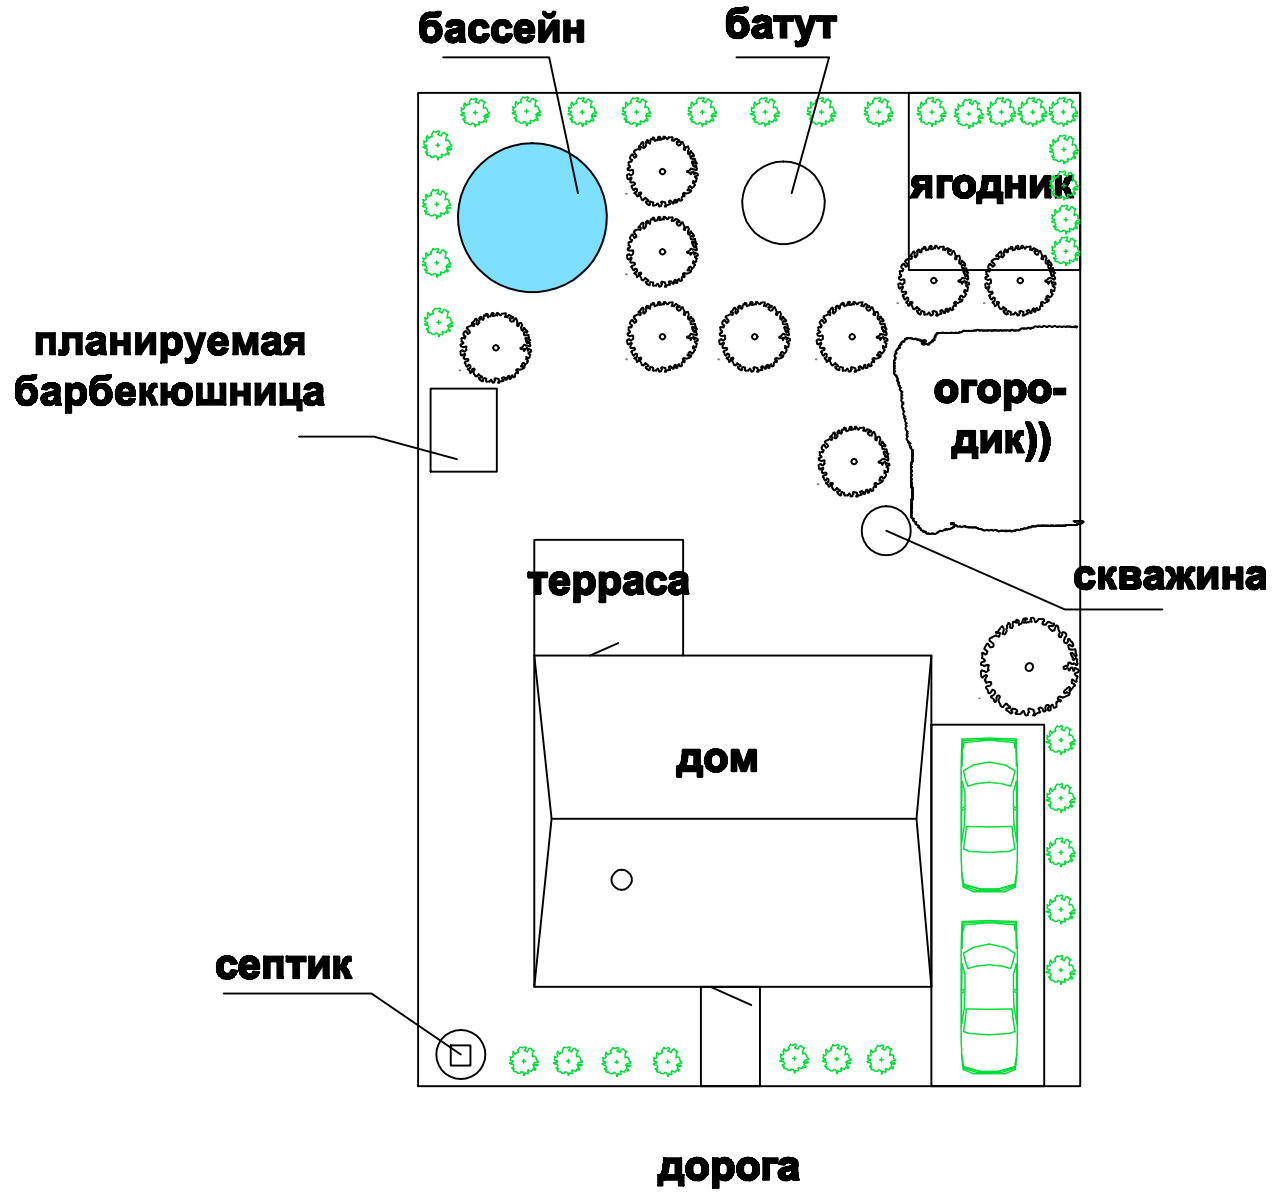 бассейн
батут
ягодник
планируемая
барбекюшница
огоро-
дик))
терраса
скважина
дом
септик
дорога